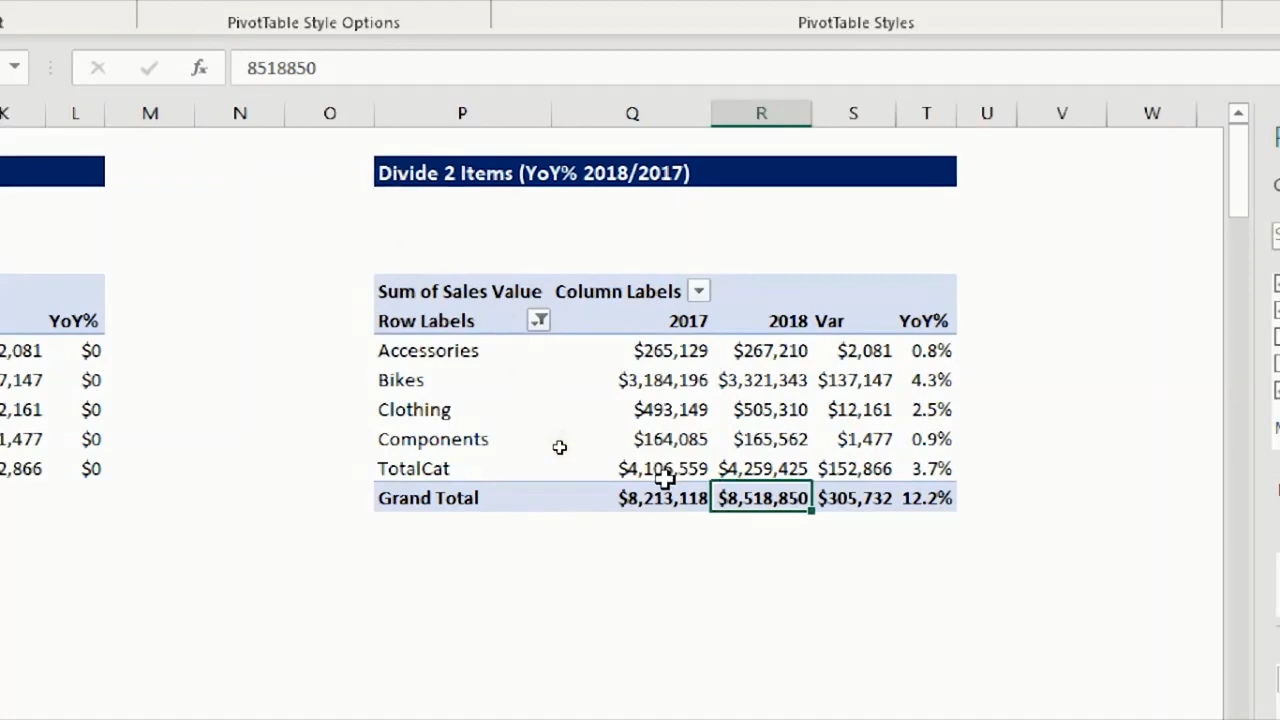 PivotTable Style Options PivotTable Styles
fx 8518850
L M N O P Q R S T U V W
Divide 2 Items (YoY% 2018/2017)
Sum of Sales Value Column Labels
YoY% Row Labels 2017 2018 Var YoY%
2,081 $0 Accessories $265,129 $267,210 $2,081 0.8%
7,147 $0 Bikes $3,184,196 $3,321,343 $137,147 4.3%
2,161 $0 Clothing $493,149 $505,310 $12,161 2.5%
1,477 $0 Components $164,085 $165,562 $1,477 0.9%
2,866 $0 TotalCat $4,106,559 $4,259,425 $152,866 3.7%
Grand Total $8,213,118 $8,518,850 $305,732 12.2%